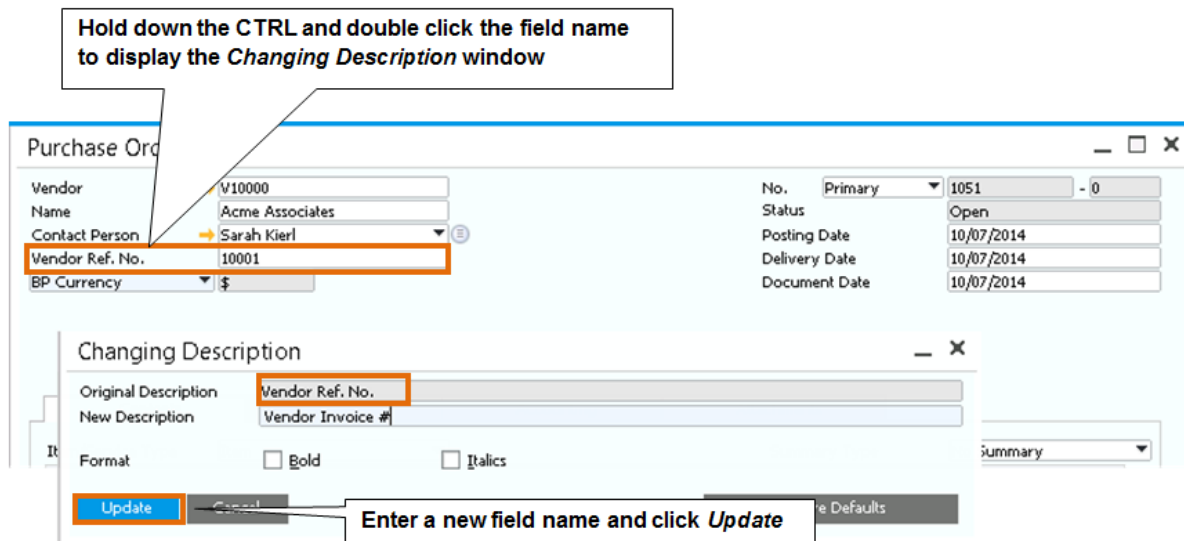 Hold down the CTRL and double click the field name
to display the Changing Description window
Purchase Ord
Vendor V10000
Name Acme Associates
Contact Person Sarah Kierl
Vendor Ref. No. 10001
BP Currency $
No. Primary 1051 - 0
Status Open
Posting Date 10/07/2014
Delivery Date 10/07/2014
Document Date 10/07/2014
Changing Description
Original Description Vendor Ref. No.
New Description Vendor Invoice #
It
Format Bold Italics
Summary
Update Cancel
Enter a new field name and click Update
Defaults